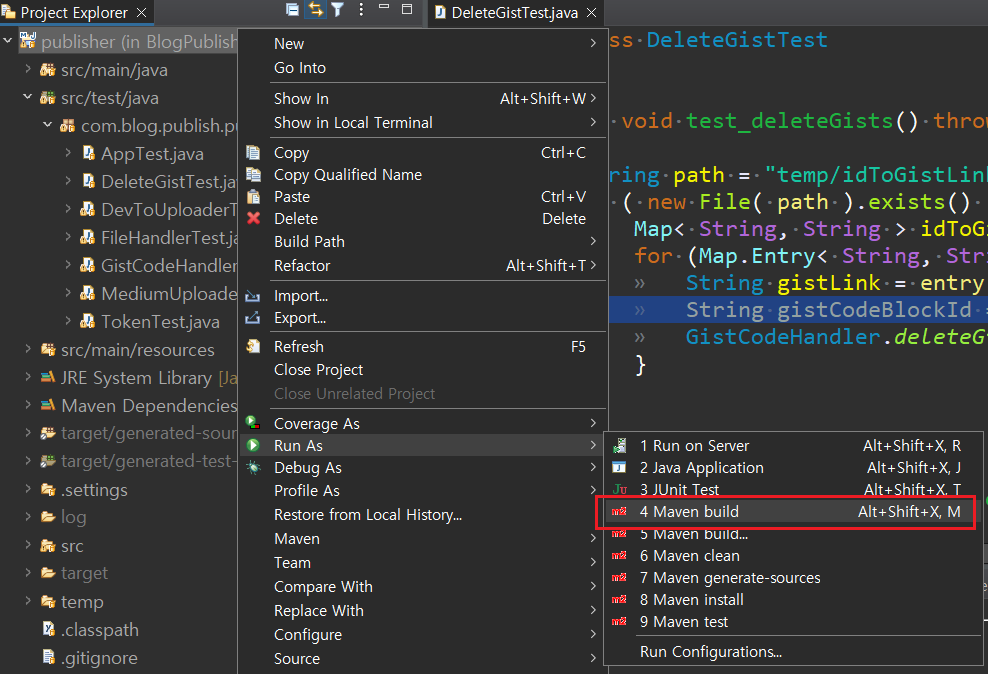 Project Explorer
publisher (in BlogPublish
src/main/java
src/test/java
com.blog.publish.p
AppTest.java
DeleteGistTest.ja
DevToUploaderT
FileHandlerTest.ja
GistCodeHandler
MediumUploade
TokenTest.java
src/main/resources
JRE System Library [Ja
Maven Dependencies
target/generated-sour
target/generated-test-
.settings
log
src
target
temp
.classpath
.gitignore
New
Go Into
Show In Alt+Shift+W
Show in Local Terminal
Copy Ctrl+C
Copy Qualified Name
Paste Ctrl+V
Delete Delete
Build Path
Refactor Alt+Shift+T
Import...
Export...
Refresh F5
Close Project
Close Unrelated Project
Coverage As
Run As
Debug As
Profile As
Restore from Local History...
Maven
Team
Compare With
Replace With
Configure
Source
1 Run on Server Alt+Shift+X, R
2 Java Application Alt+Shift+X, J
3 JUnit Test Alt+Shift+X, T
4 Maven build Alt+Shift+X, M
5 Maven build...
6 Maven clean
7 Maven generate-sources
8 Maven install
9 Maven test
Run Configurations...
DeleteGistTest.java
ss DeleteGistTest
void test_deleteGists() throw
ring path = "temp/idToGistLink
( new File( path ).exists()
Map< String, String > idToGi
for (Map.Entry< String, Stri
String gistLink = entry
String gistCodeBlockId =
GistCodeHandler.deleteG
}